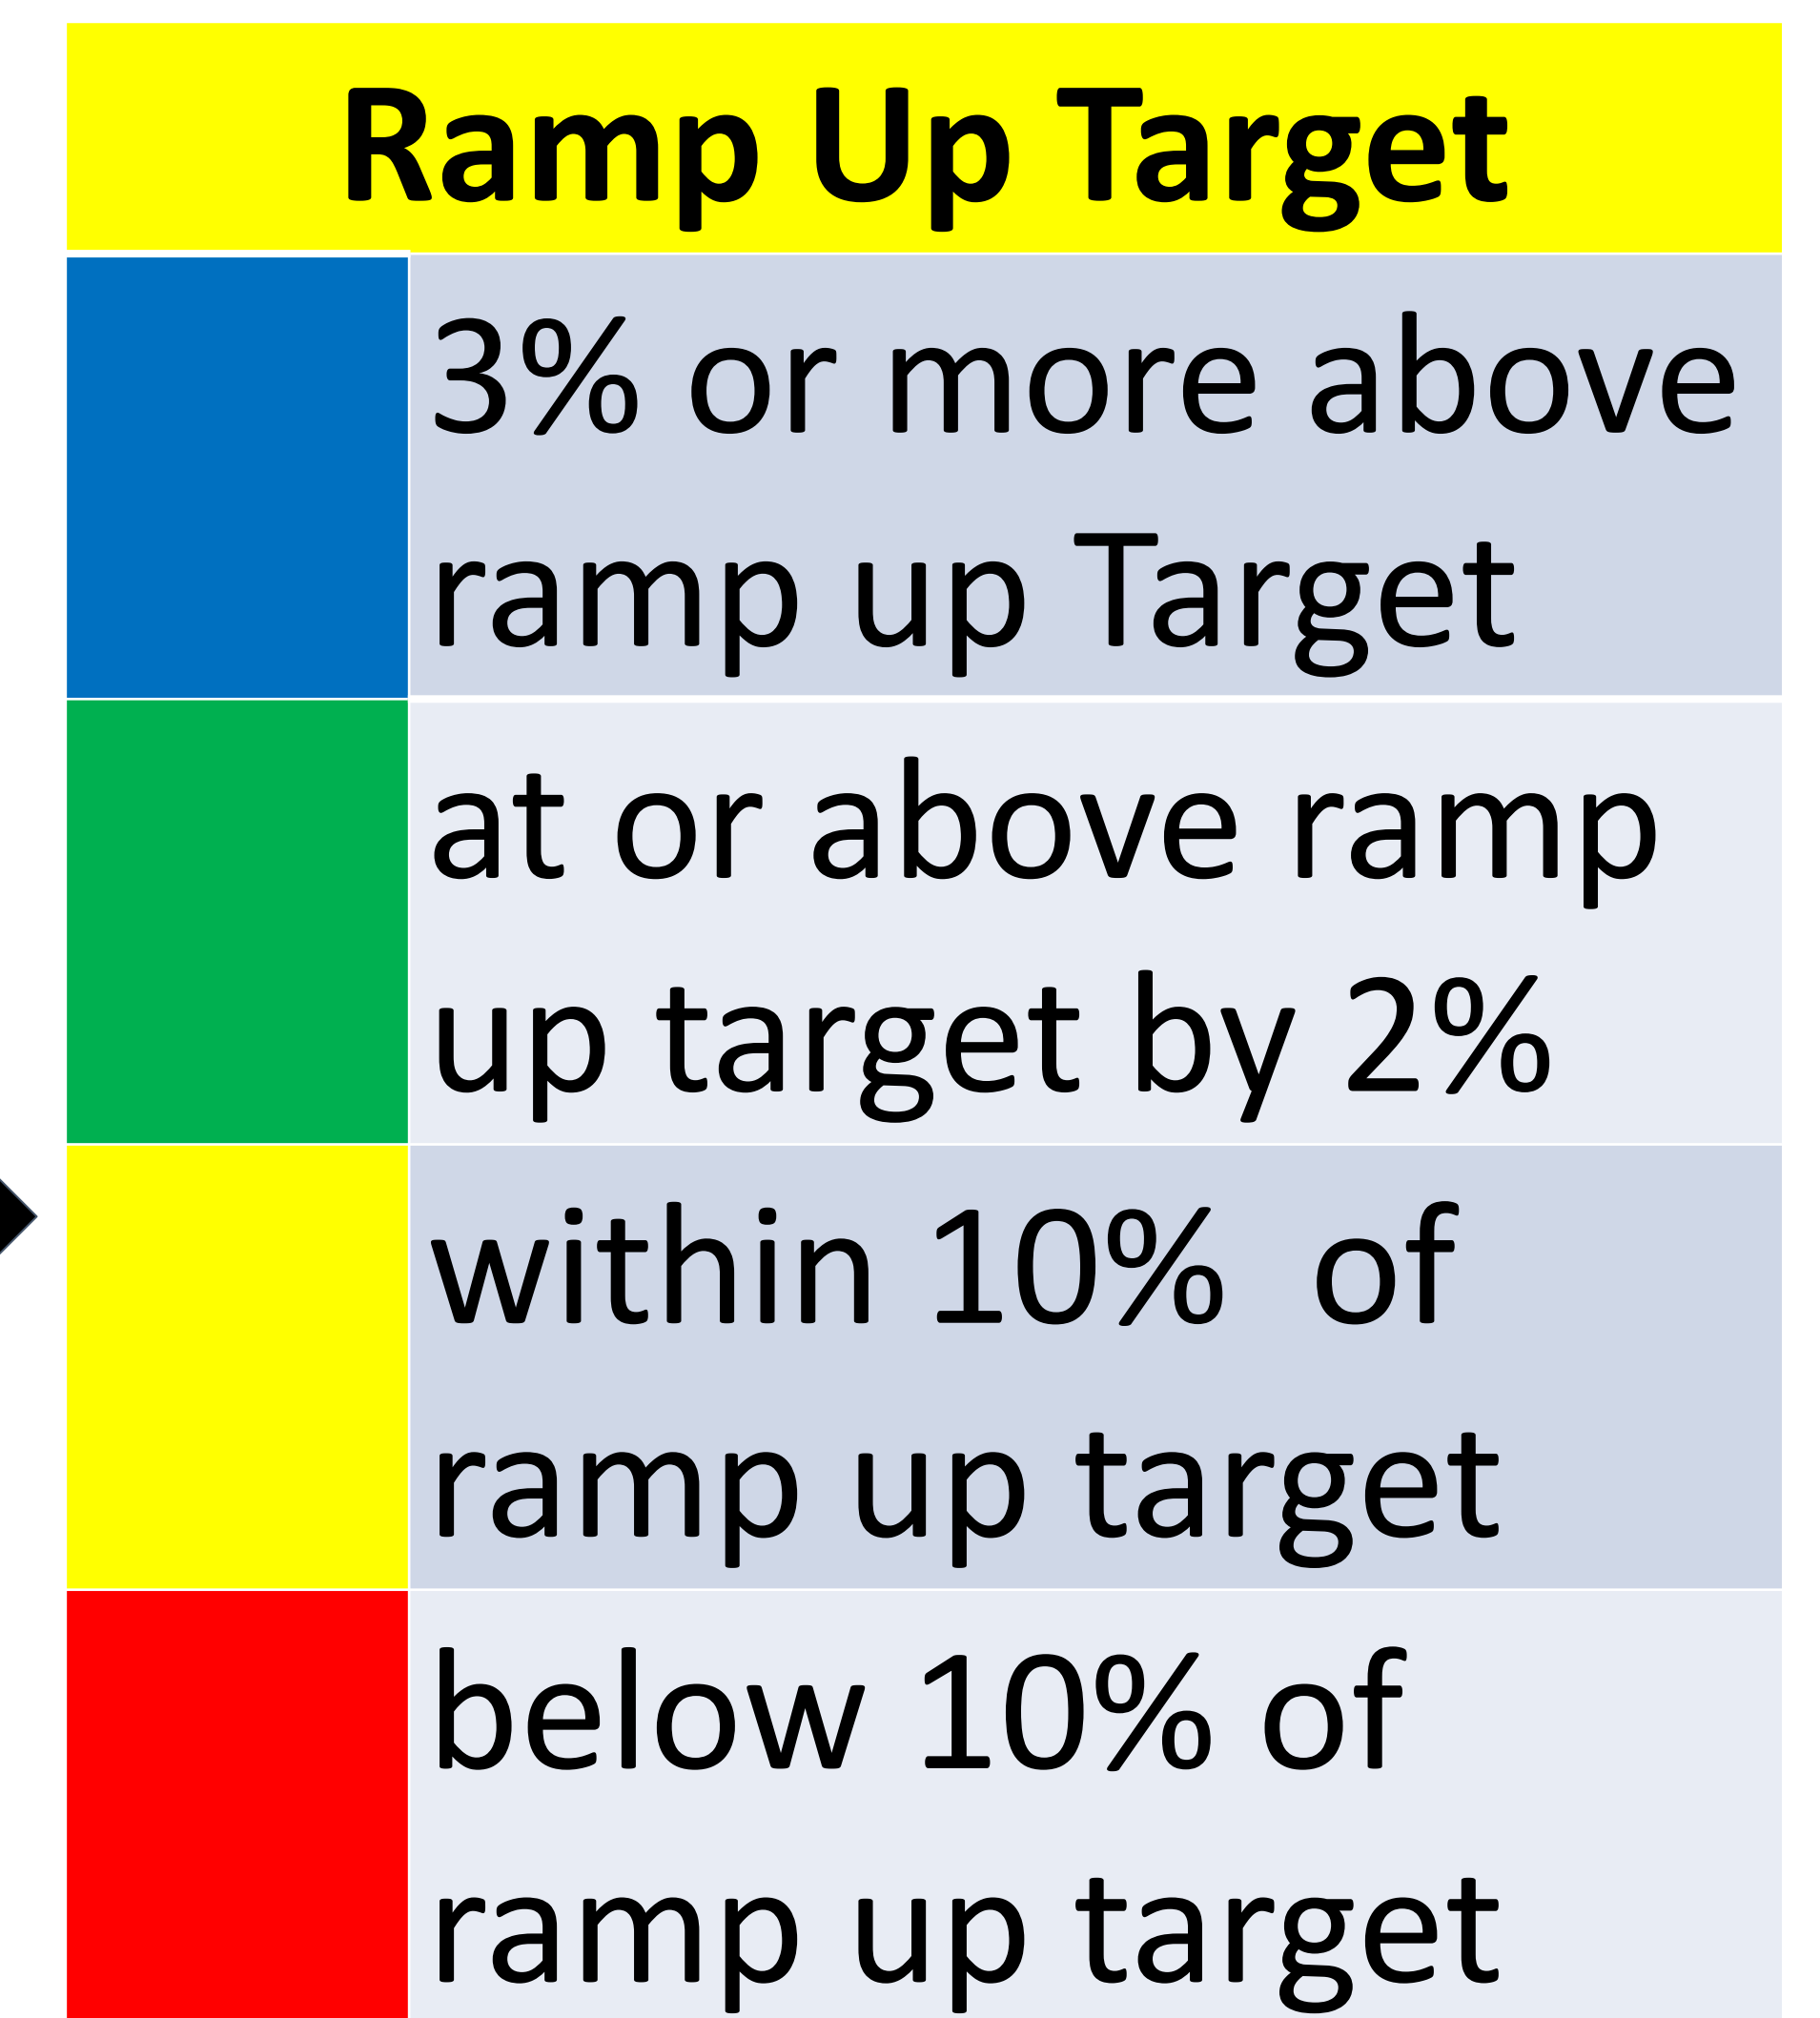 Ramp Up Target
3% or more above
ramp up Target
at or above ramp
up target by 2%
within 10%  of
ramp up target
below 10% of
ramp up target